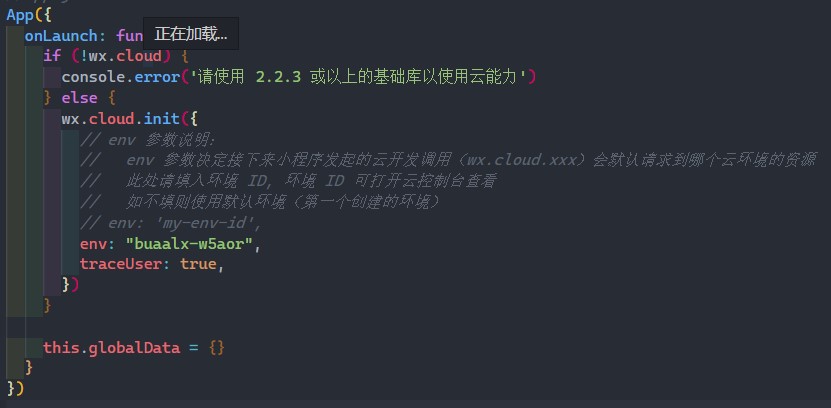 App({
onLaunch: fun
正在加载...
if (!wx.cloud) {
console.error('请使用 2.2.3 或以上的基础库以使用云能力')
} else {
wx.cloud.init({
// env 参数说明:
// env 参数决定接下来小程序发起的云开发调用（wx.cloud.xxx）会默认请求到哪个云环境的资源
// 此处请填入环境 ID, 环境 ID 可打开云控制台查看
// 如不填则使用默认环境（第一个创建的环境）
// env: 'my-env-id',
env: "buaalx-w5aor",
traceUser: true,
})
}
this.globalData = {}
}
})